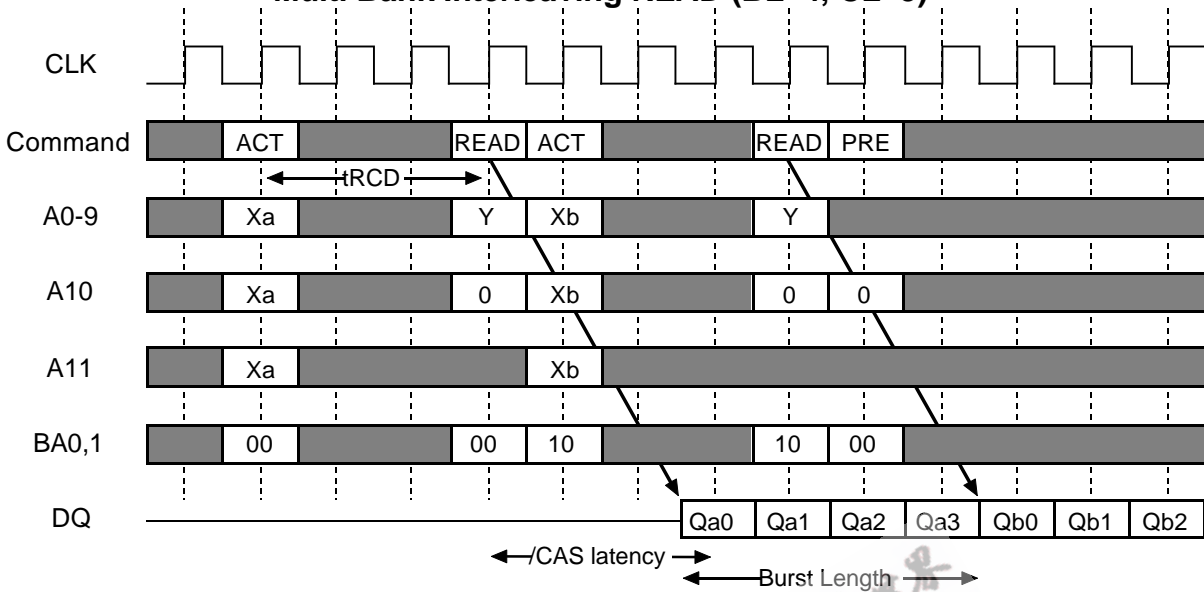 Multi Bank Interleaving READ (BL=4, CL=3)
CLK
Command ACT READ ACT READ PRE
tRCD
A0-9 Xa Y Xb Y
A10 Xa 0 Xb 0 0
A11 Xa Xb
BA0,1 00 00 10 10 00
DQ Qa0 Qa1 Qa2 Qa3 Qb0 Qb1 Qb2
/CAS latency
Burst Length